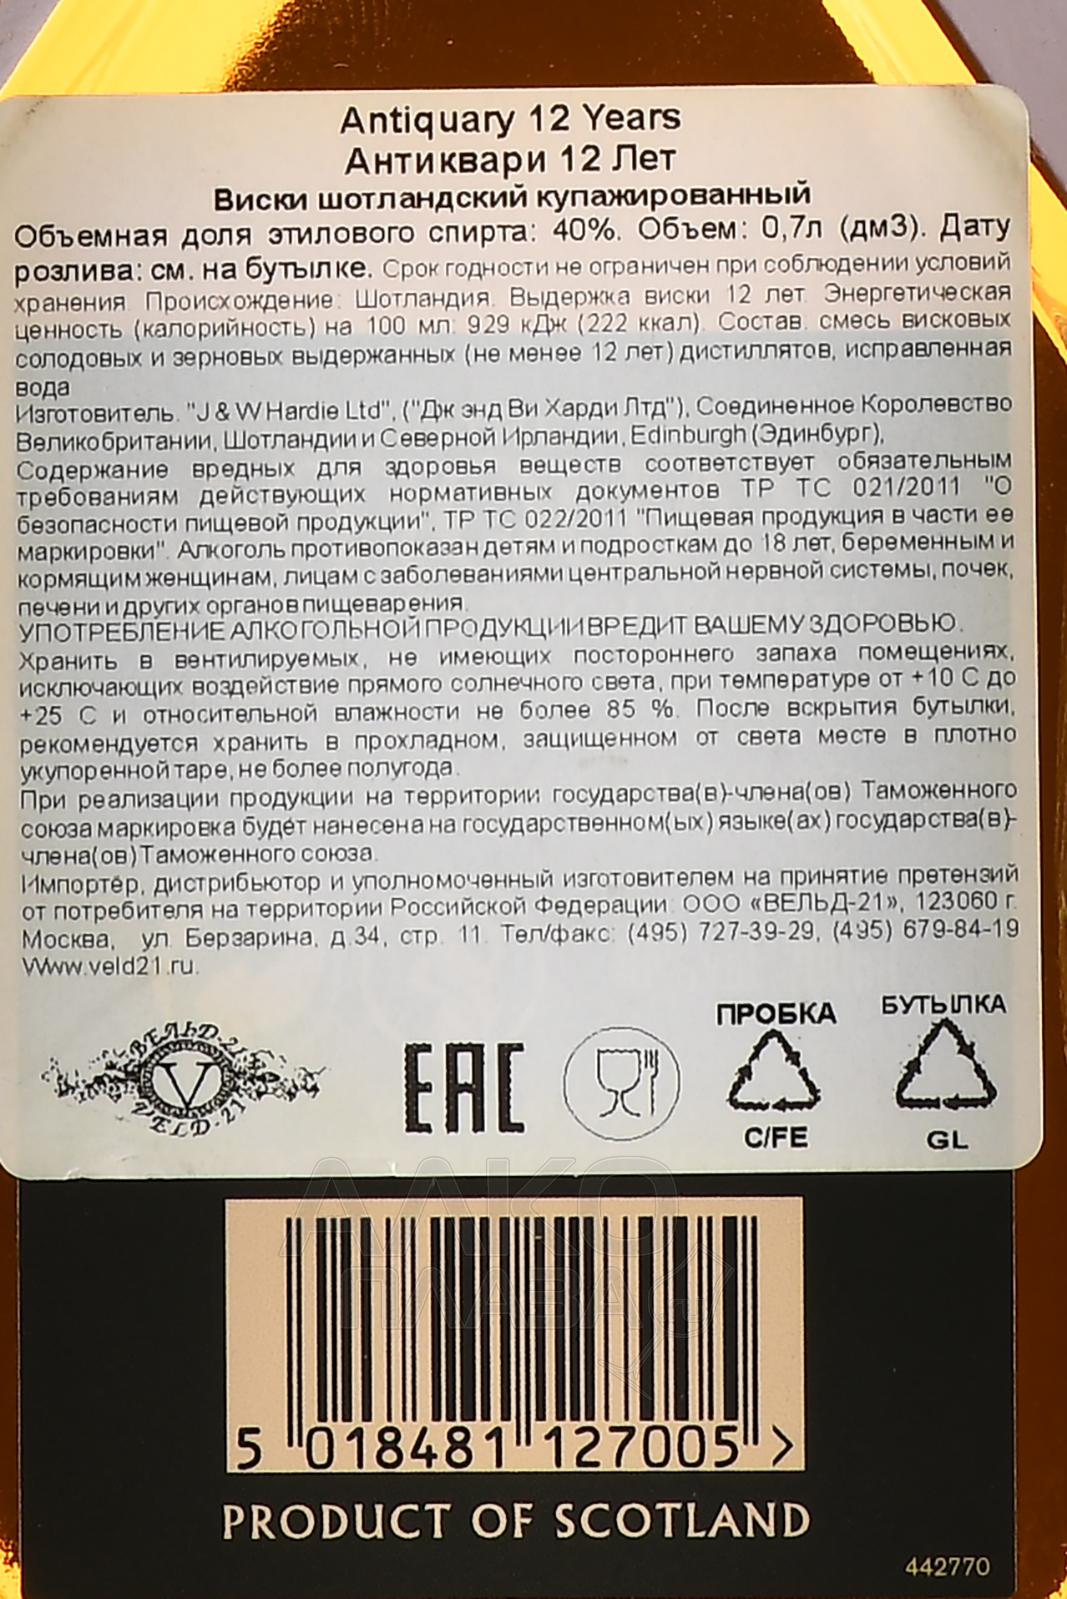 Antiquary 12 Years
Антиквари 12 Лет
Виски шотландский купажированный
Объемная доля этилового спирта: 40%. Объем: 0,7л (дм3). Дату
розлива: см. на бутылке. Срок годности не ограничен при соблюдении условий
хранения. Происхождение: Шотландия. Выдержка виски 12 лет. Энергетическая
ценность (калорийность) на 100 мл: 929 кДж (222 ккал). Состав: смесь висковых
солодовых и зерновых выдержанных (не менее 12 лет) дистиллятов, исправленная
вода
Изготовитель: "J & W Hardie Ltd", ("Дж энд Ви Харди Лтд"), Соединенное Королевство
Великобритании, Шотландии и Северной Ирландии, Edinburgh (Эдинбург),
Содержание вредных для здоровья веществ соответствует обязательным
требованиям действующих нормативных документов ТР ТС 021/2011 "О
безопасности пищевой продукции", ТР ТС 022/2011 "Пищевая продукция в части ее
маркировки". Алкоголь противопоказан детям и подросткам до 18 лет, беременным и
кормящим женщинам, лицам с заболеваниями центральной нервной системы, почек,
печени и других органов пищеварения.
УПОТРЕБЛЕНИЕ АЛКОГОЛЬНОЙ ПРОДУКЦИИ ВРЕДИТ ВАШЕМУ ЗДОРОВЬЮ.
Хранить в вентилируемых, не имеющих постороннего запаха помещениях,
исключающих воздействие прямого солнечного света, при температуре от +10 С до
+25 С и относительной влажности не более 85 %. После вскрытия бутылки,
рекомендуется хранить в прохладном, защищенном от света месте в плотно
укупоренной таре, не более полугода.
При реализации продукции на территории государства(в)-члена(ов) Таможенного
союза маркировка будет нанесена на государственном(ых) языке(ах) государства(в)-
члена(ов) Таможенного союза.
Импортёр, дистрибьютор и уполномоченный изготовителем на принятие претензий
от потребителя на территории Российской Федерации: ООО «ВЕЛЬД-21», 123060 г.
Москва, ул. Берзарина, д.34, стр. 11. Тел/факс: (495) 727-39-29, (495) 679-84-19
Www.veld21.ru.
ПРОБКА БУТЫЛКА
ВЕЛЬД-21
V
VELD-21
EAC
C/FE GL
АЛКО
ПЛАЗА
5 018481 127005 >
PRODUCT OF SCOTLAND
442770